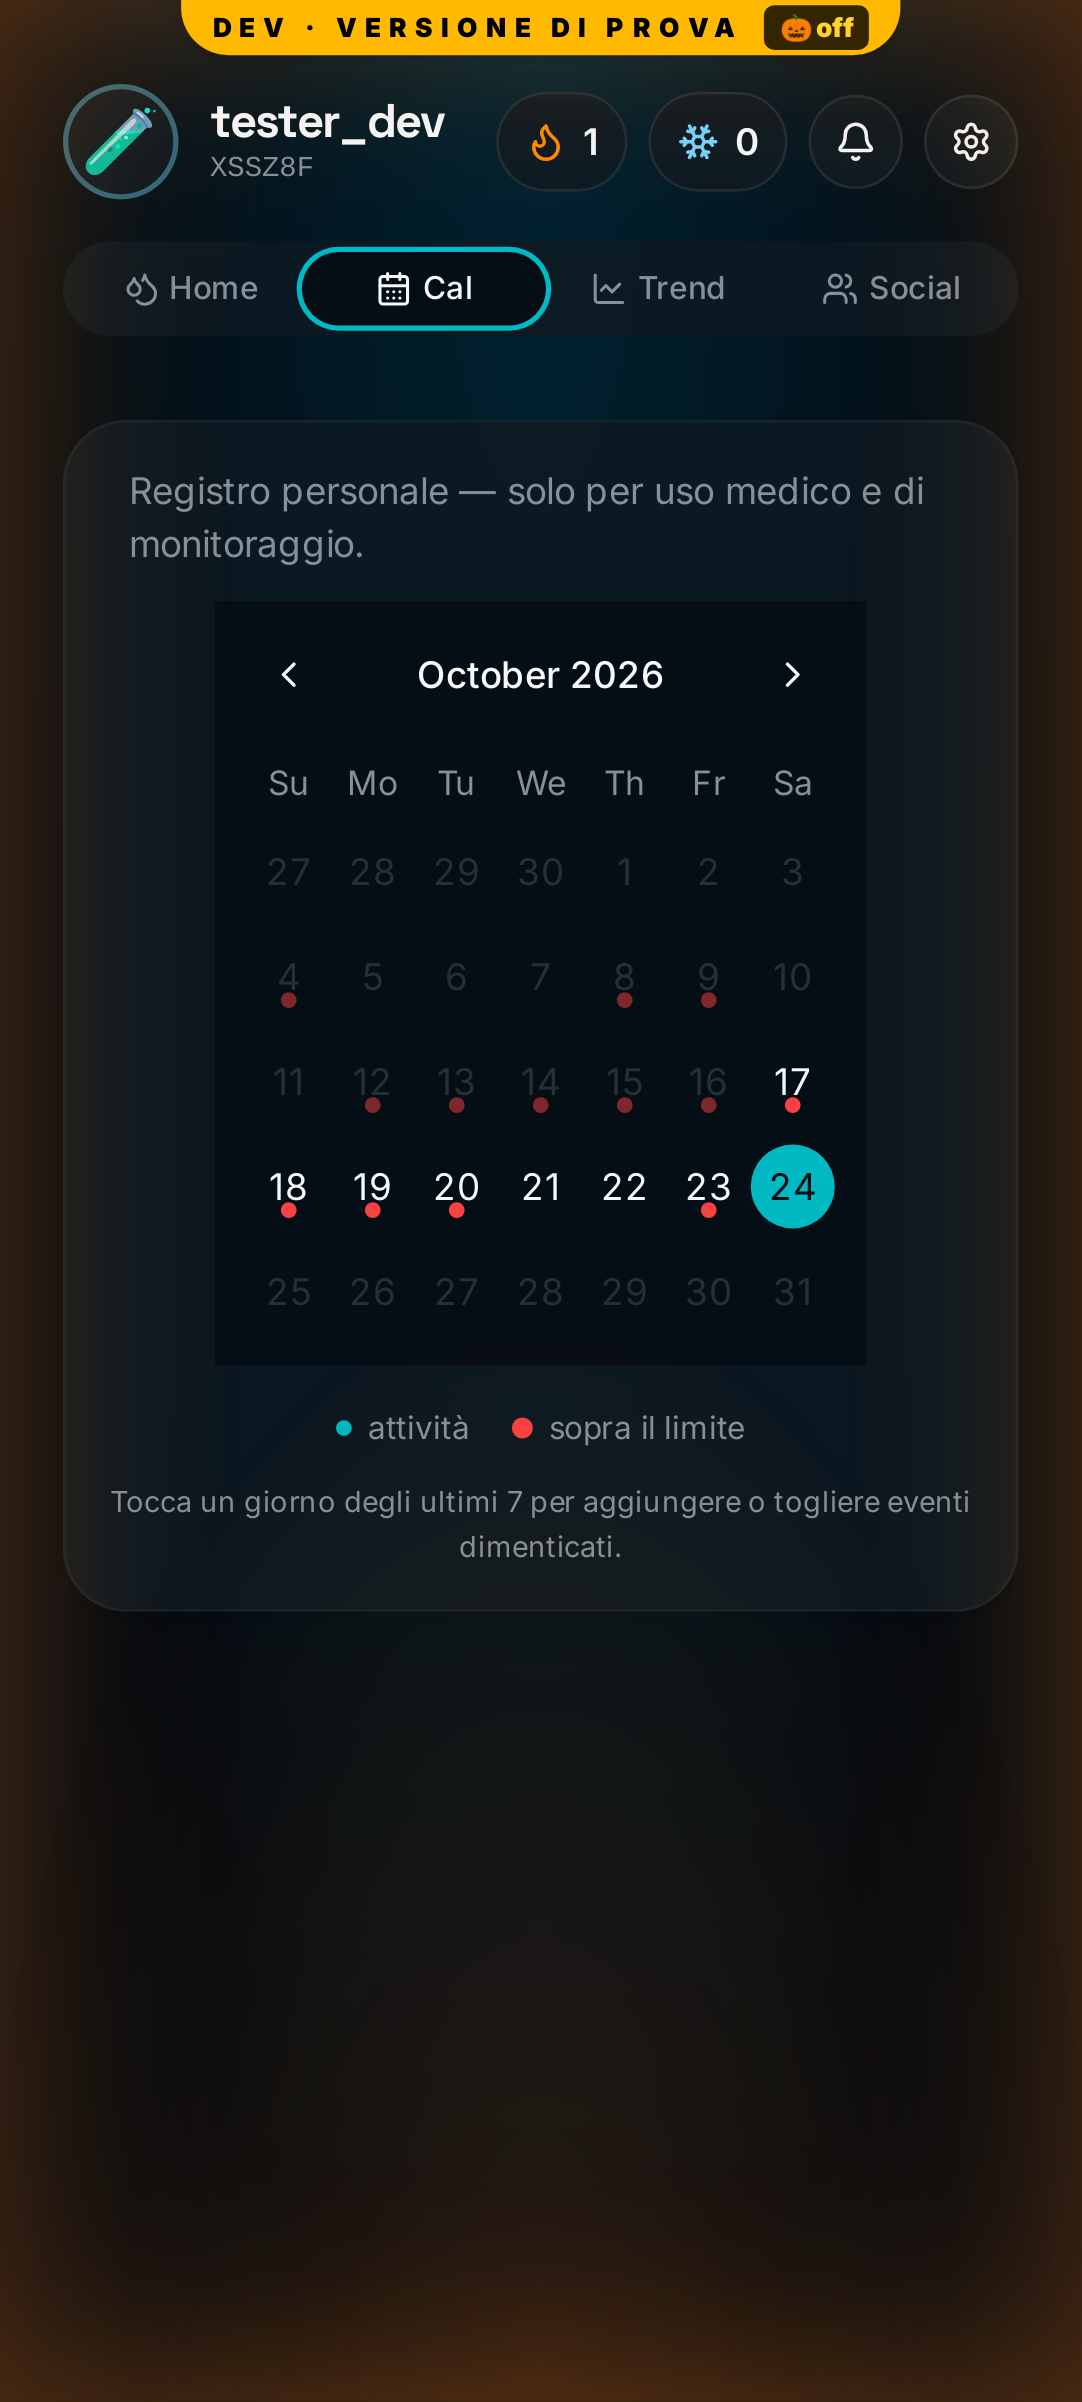 DEV · VERSIONE DI PROVA 🎃off
tester_dev
XSSZ8F
1
0
Home
Cal
Trend
Social
Registro personale — solo per uso medico e di
monitoraggio.
October 2026
Su Mo Tu We Th Fr Sa
27 28 29 30 1 2 3
4 5 6 7 8 9 10
11 12 13 14 15 16 17
18 19 20 21 22 23 24
25 26 27 28 29 30 31
attività sopra il limite
Tocca un giorno degli ultimi 7 per aggiungere o togliere eventi
dimenticati.